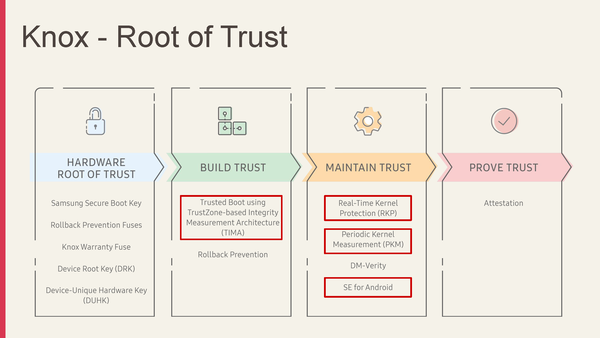 Knox - Root of Trust
HARDWARE
ROOT OF TRUST
Samsung Secure Boot Key
Rollback Prevention Fuses
Knox Warranty Fuse
Device Root Key (DRK)
Device-Unique Hardware Key
(DUHK)
BUILD TRUST
Trusted Boot using
TrustZone-based Integrity
Measurement Architecture
(TIMA)
Rollback Prevention
MAINTAIN TRUST
Real-Time Kernel
Protection (RKP)
Periodic Kernel
Measurement (PKM)
DM-Verity
SE for Android
PROVE TRUST
Attestation